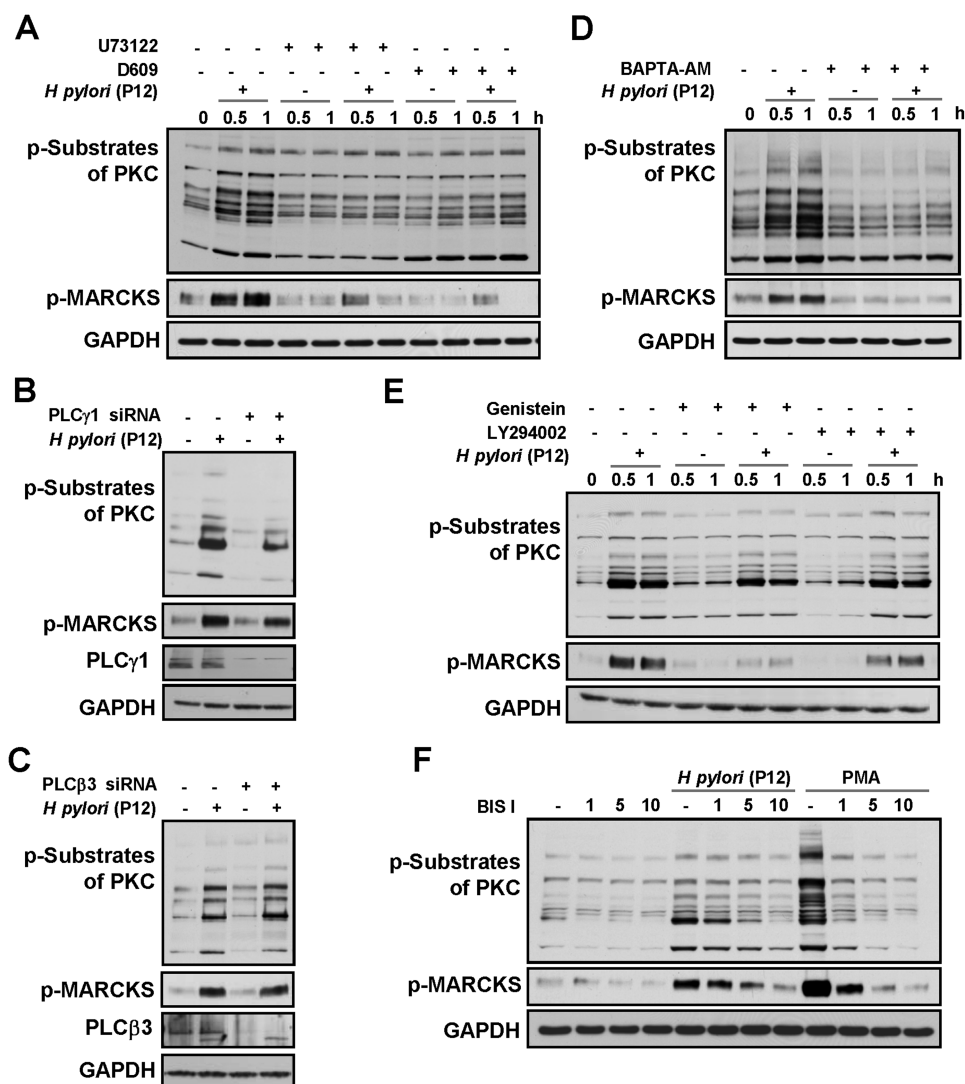 A
U73122 - - - + + + + - - - -
D609 - - - - - - - + + + +
H pylori (P12) + - + - +
0 0.5 1 0.5 1 0.5 1 0.5 1 0.5 1 h
p-Substrates
of PKC
p-MARCKS
GAPDH
D
BAPTA-AM - - - + + + +
H pylori (P12) + - +
0 0.5 1 0.5 1 0.5 1 h
p-Substrates
of PKC
p-MARCKS
GAPDH
B
PLCγ1 siRNA - - + +
H pylori (P12) - + - +
p-Substrates
of PKC
p-MARCKS
PLCγ1
GAPDH
E
Genistein - - - + + + + - - - -
LY294002 - - - - - - - + + + +
H pylori (P12) + - + - +
0 0.5 1 0.5 1 0.5 1 0.5 1 0.5 1 h
p-Substrates
of PKC
p-MARCKS
GAPDH
C
PLCβ3 siRNA - - + +
H pylori (P12) - + - +
p-Substrates
of PKC
p-MARCKS
PLCβ3
GAPDH
F
H pylori (P12) PMA
BIS I - 1 5 10 - 1 5 10 - 1 5 10
p-Substrates
of PKC
p-MARCKS
GAPDH